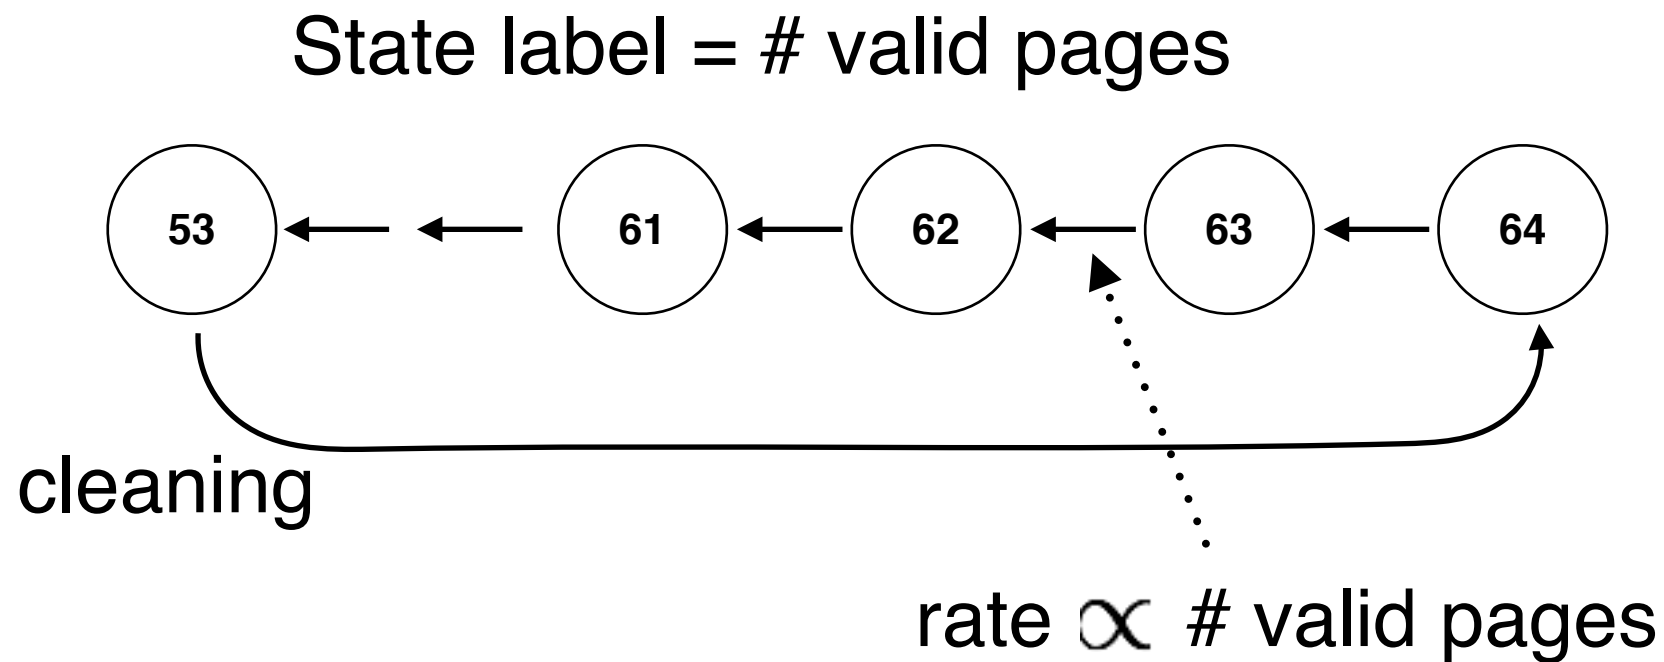 State label = # valid pages
53
61
62
63
64
cleaning
rate ∝ # valid pages